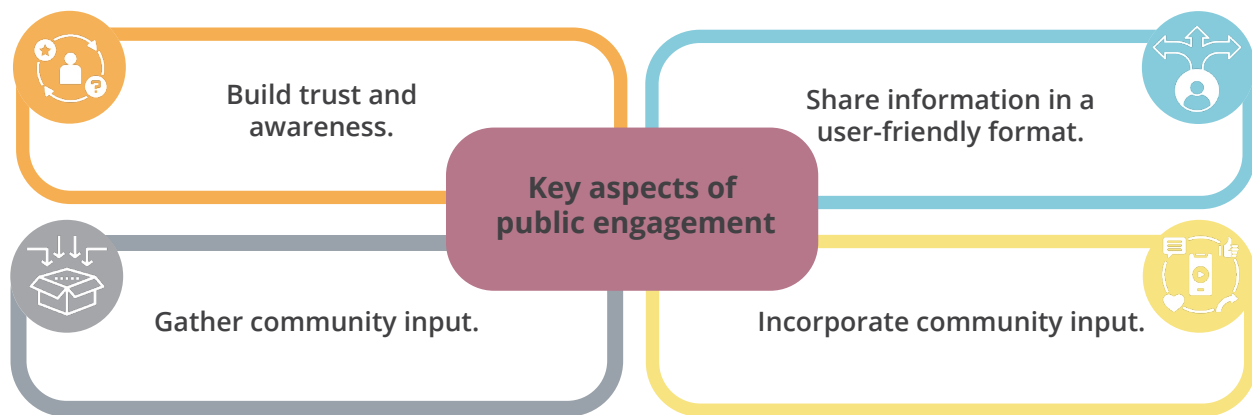 Build trust and
awareness.
Share information in a
user-friendly format.
Key aspects of
public engagement
Gather community input.
Incorporate community input.